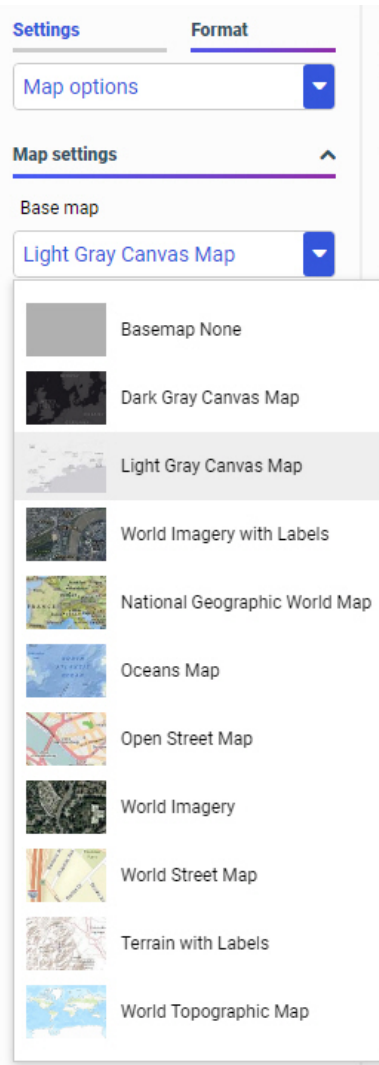 Settings Format
Map options
Map settings
Base map
Light Gray Canvas Map
Basemap None
Dark Gray Canvas Map
Light Gray Canvas Map
World Imagery with Labels
National Geographic World Map
Oceans Map
Open Street Map
World Imagery
World Street Map
Terrain with Labels
World Topographic Map